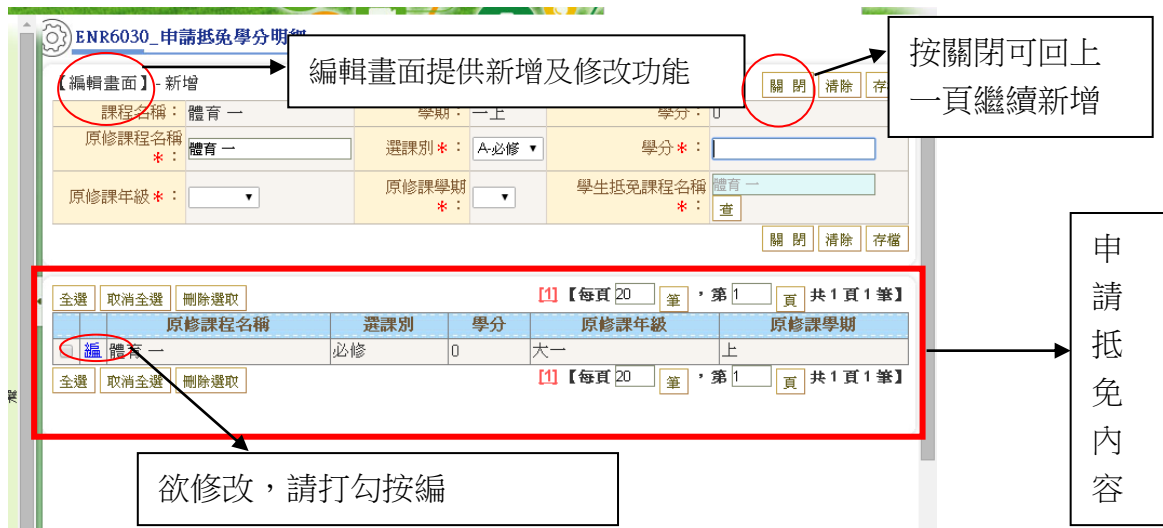 ENR6030_申請抵免學分明細
編輯畫面提供新增及修改功能
按關閉可回上
一頁繼續新增
【編輯畫面】- 新增
關 閉 清除 存
課程名稱： 體育 一 學期： 一上 學分： 0
原修課程名稱＊： 體育 一 選課別＊： A-必修 學分＊：
原修課年級＊： 原修課學期＊： 學生抵免課程名稱＊： 體育 一 查
關 閉 清除 存檔
全選 取消全選 刪除選取 [1]【每頁 20 筆，第 1 頁 共 1 頁 1 筆】
原修課程名稱 選課別 學分 原修課年級 原修課學期
編 體育 一 必修 0 大一 上
全選 取消全選 刪除選取 [1]【每頁 20 筆，第 1 頁 共 1 頁 1 筆】
申
請
抵
免
內
容
欲修改，請打勾按編